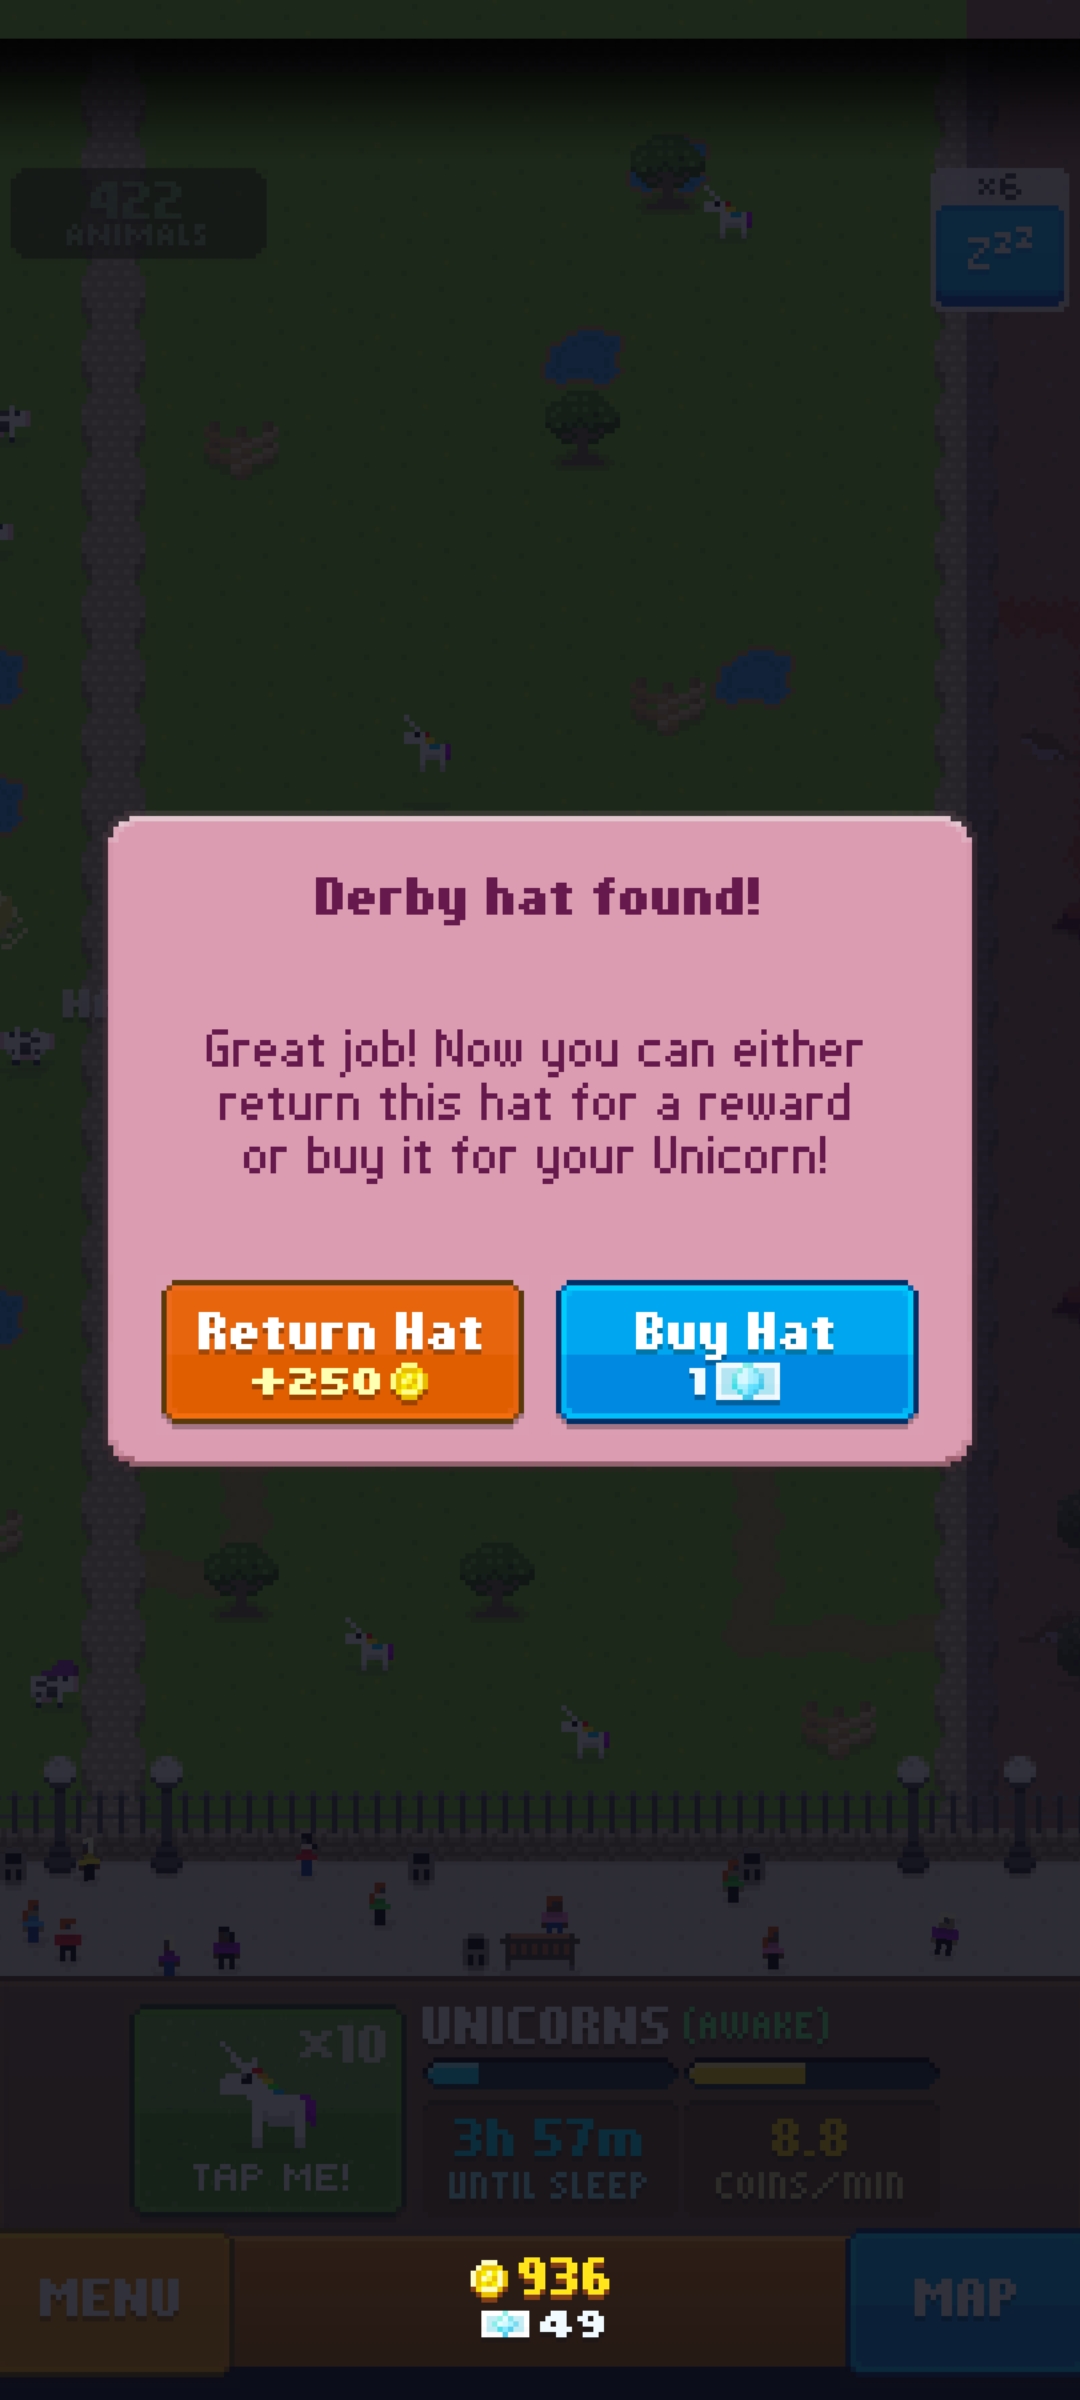 422
ANIMALS
x6
zzz
Derby hat found!
Great job! Now you can either
return this hat for a reward
or buy it for your Unicorn!
Return Hat
+250
Buy Hat
1
x10
TAP ME!
UNICORNS (AWAKE)
3h 57m
UNTIL SLEEP
8.8
COINS/MIN
MENU
936
49
MAP